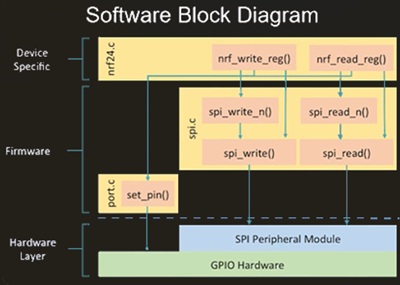 Software Block Diagram
Device
Specific
nrf24.c
nrf_write_reg()
nrf_read_reg()
Firmware
spi.c
spi_write_n()
spi_read_n()
spi_write()
spi_read()
port.c
set_pin()
Hardware
Layer
SPI Peripheral Module
GPIO Hardware